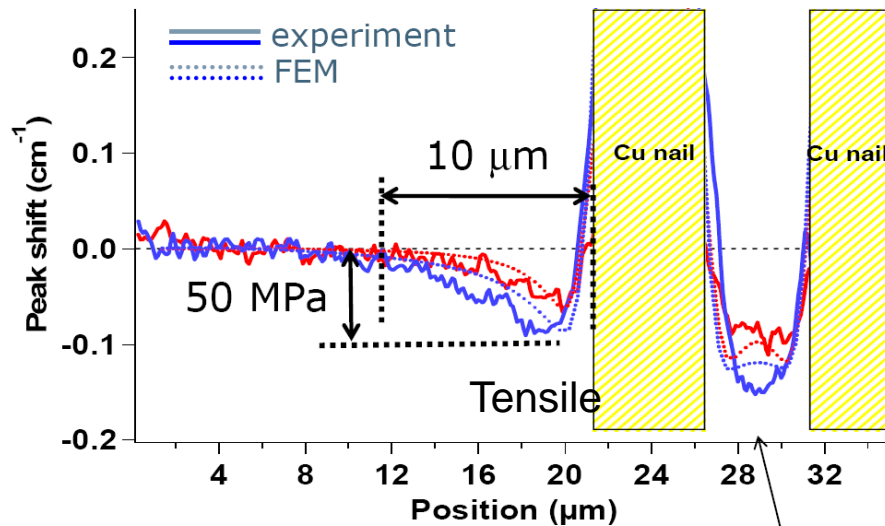 experiment
FEM
0.2
0.1
0.0
-0.1
-0.2
Peak shift (cm-1)
10 μm
50 MPa
Tensile
Cu nail
Cu nail
4
8
12
16
20
24
28
32
Position (μm)